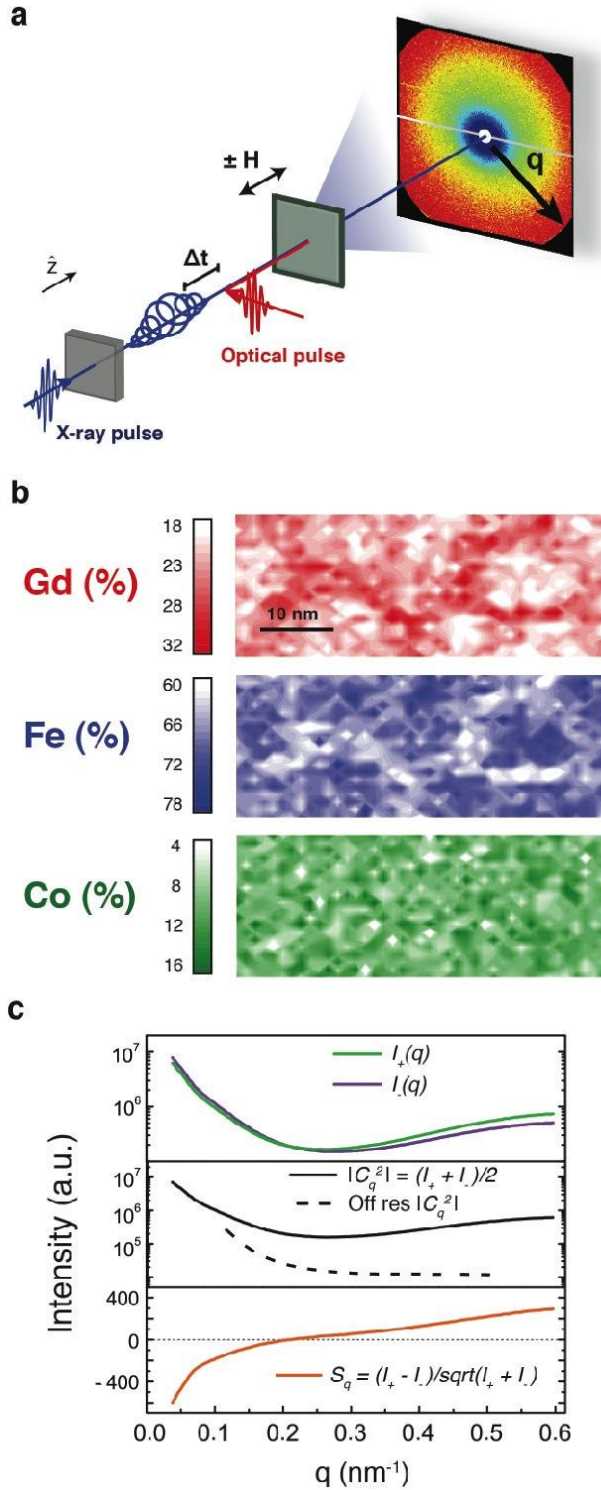 a
± H
q
Δt
ẑ
Optical pulse
X-ray pulse
b
Gd (%)
18
23
28
32
10 nm
Fe (%)
60
66
72
78
Co (%)
4
8
12
16
c
Intensity (a.u.)
10⁷
10⁶
I₊(q)
I₋(q)
10⁷
10⁶
10⁵
|C_q²| = (I₊ + I₋)/2
Off res |C_q²|
400
0
- 400
S_q = (I₊ - I₋)/sqrt(I₊ + I₋)
0.0 0.1 0.2 0.3 0.4 0.5 0.6
q (nm⁻¹)